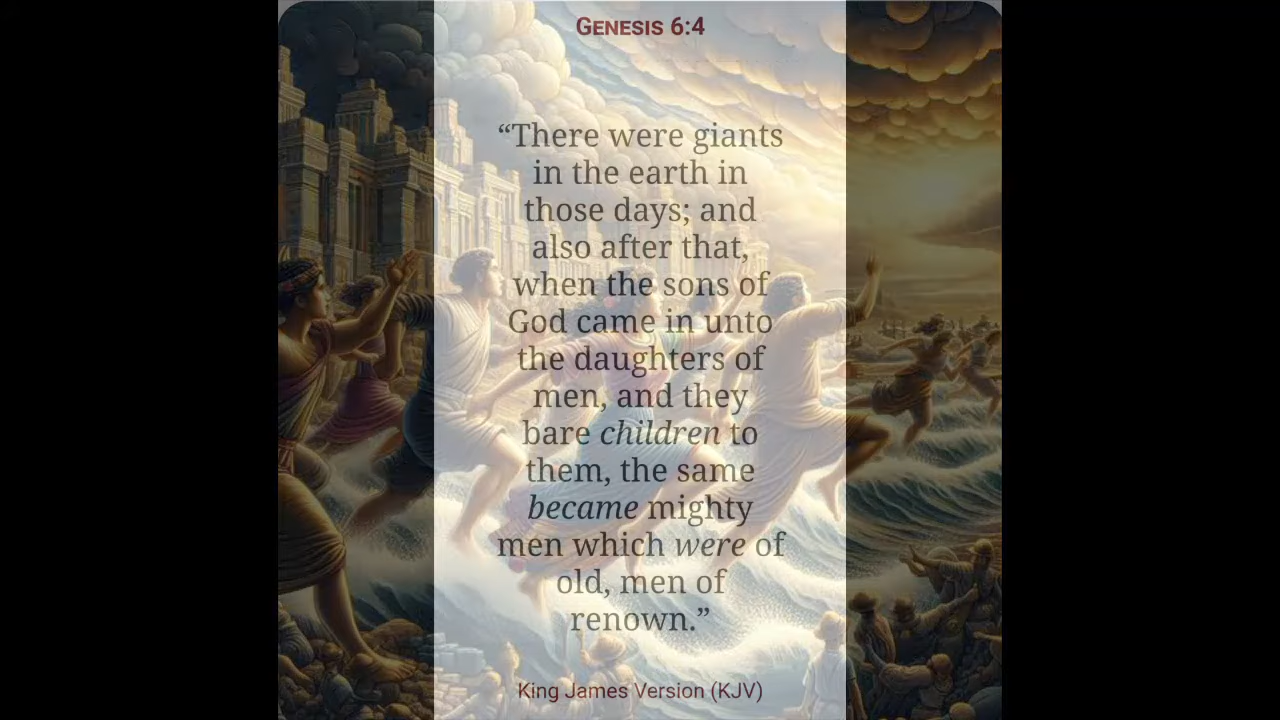 GENESIS 6:4
“There were giants
in the earth in
those days; and
also after that,
when the sons of
God came in unto
the daughters of
men, and they
bare children to
them, the same
became mighty
men which were of
old, men of
renown.”
King James Version (KJV)